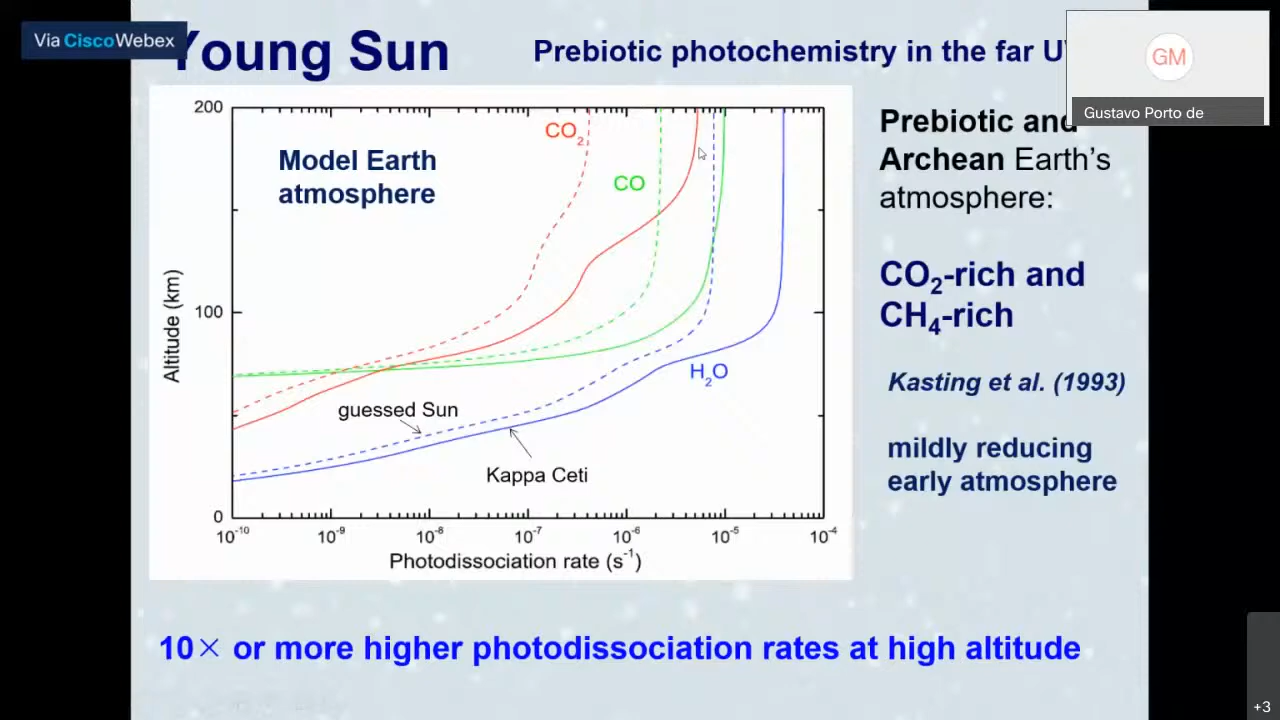 Via Cisco Webex
Young Sun
Prebiotic photochemistry in the far
GM
Gustavo Porto de
200
100
0
Altitude (km)
Model Earth
atmosphere
CO₂
CO
H₂O
guessed Sun
Kappa Ceti
10⁻¹⁰ 10⁻⁹ 10⁻⁸ 10⁻⁷ 10⁻⁶ 10⁻⁵ 10⁻⁴
Photodissociation rate (s⁻¹)
Prebiotic and
Archean Earth’s
atmosphere:
CO₂-rich and
CH₄-rich
Kasting et al. (1993)
mildly reducing
early atmosphere
10× or more higher photodissociation rates at high altitude
+3